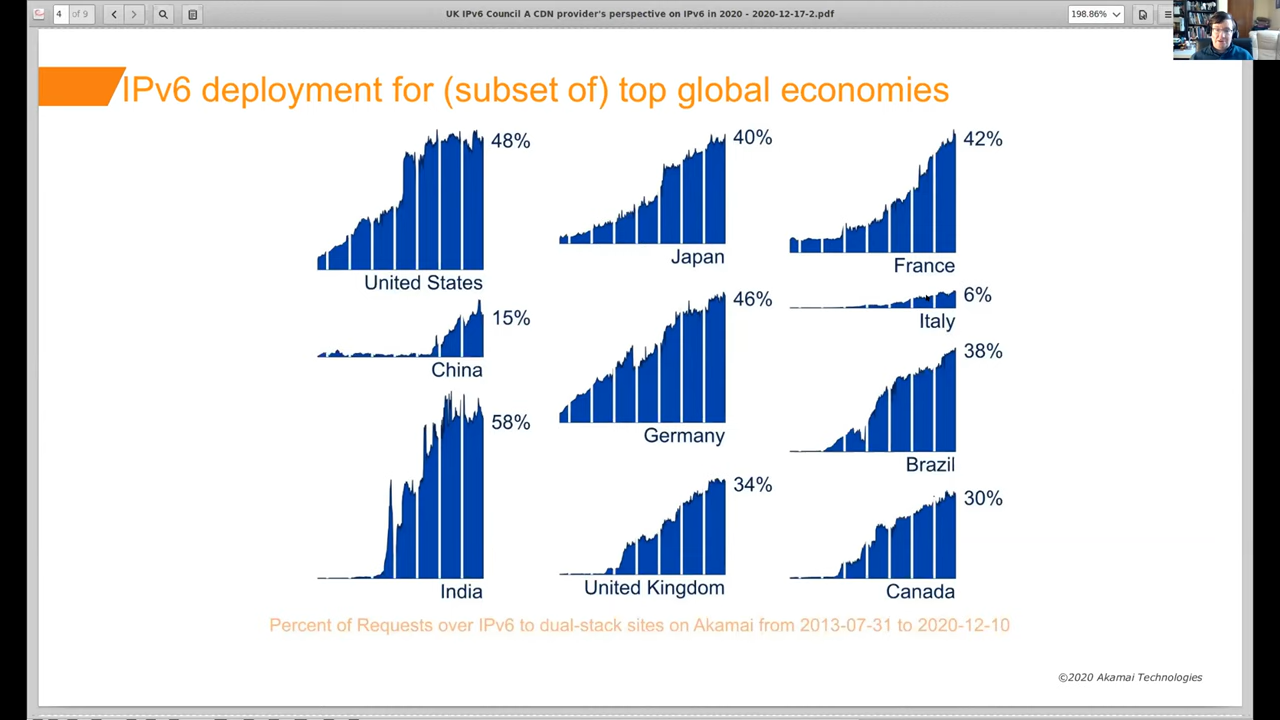 4 of 9
UK IPv6 Council A CDN provider's perspective on IPv6 in 2020 - 2020-12-17-2.pdf
198.86%
IPv6 deployment for (subset of) top global economies
48%
United States
40%
Japan
42%
France
15%
China
46%
Germany
6%
Italy
58%
India
34%
United Kingdom
38%
Brazil
30%
Canada
Percent of Requests over IPv6 to dual-stack sites on Akamai from 2013-07-31 to 2020-12-10
©2020 Akamai Technologies